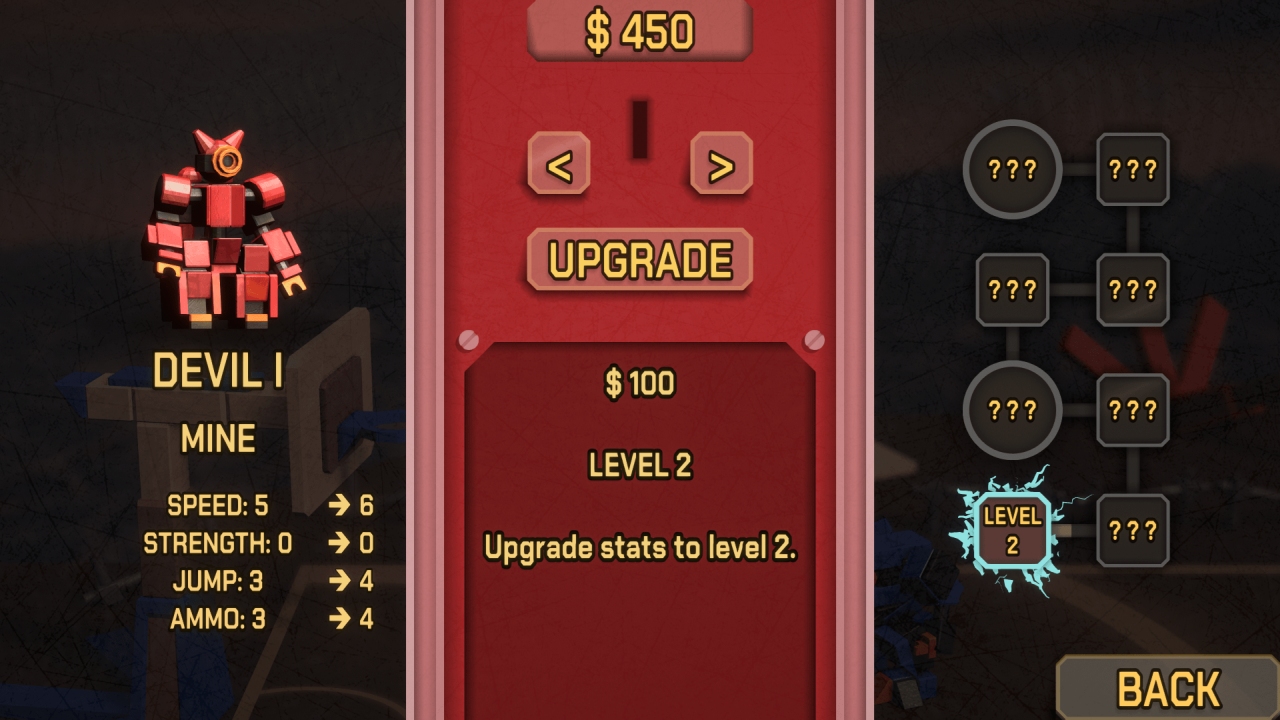 DEVIL I
MINE
SPEED: 5 → 6
STRENGTH: 0 → 0
JUMP: 3 → 4
AMMO: 3 → 4
$ 450
< >
UPGRADE
$ 100
LEVEL 2
Upgrade stats to level 2.
??? ???
??? ???
??? ???
LEVEL
2
???
BACK